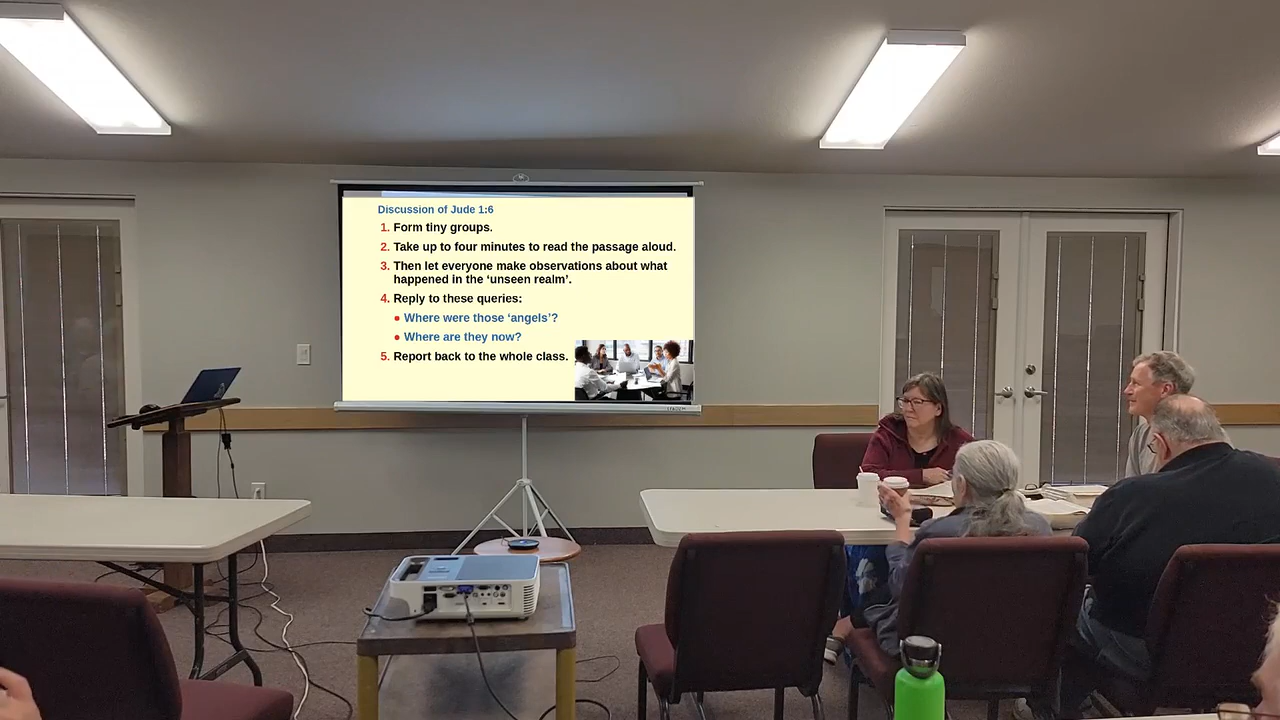 Discussion of Jude 1:6
1. Form tiny groups.
2. Take up to four minutes to read the passage aloud.
3. Then let everyone make observations about what
happened in the ‘unseen realm’.
4. Reply to these queries:
• Where were those ‘angels’?
• Where are they now?
5. Report back to the whole class.